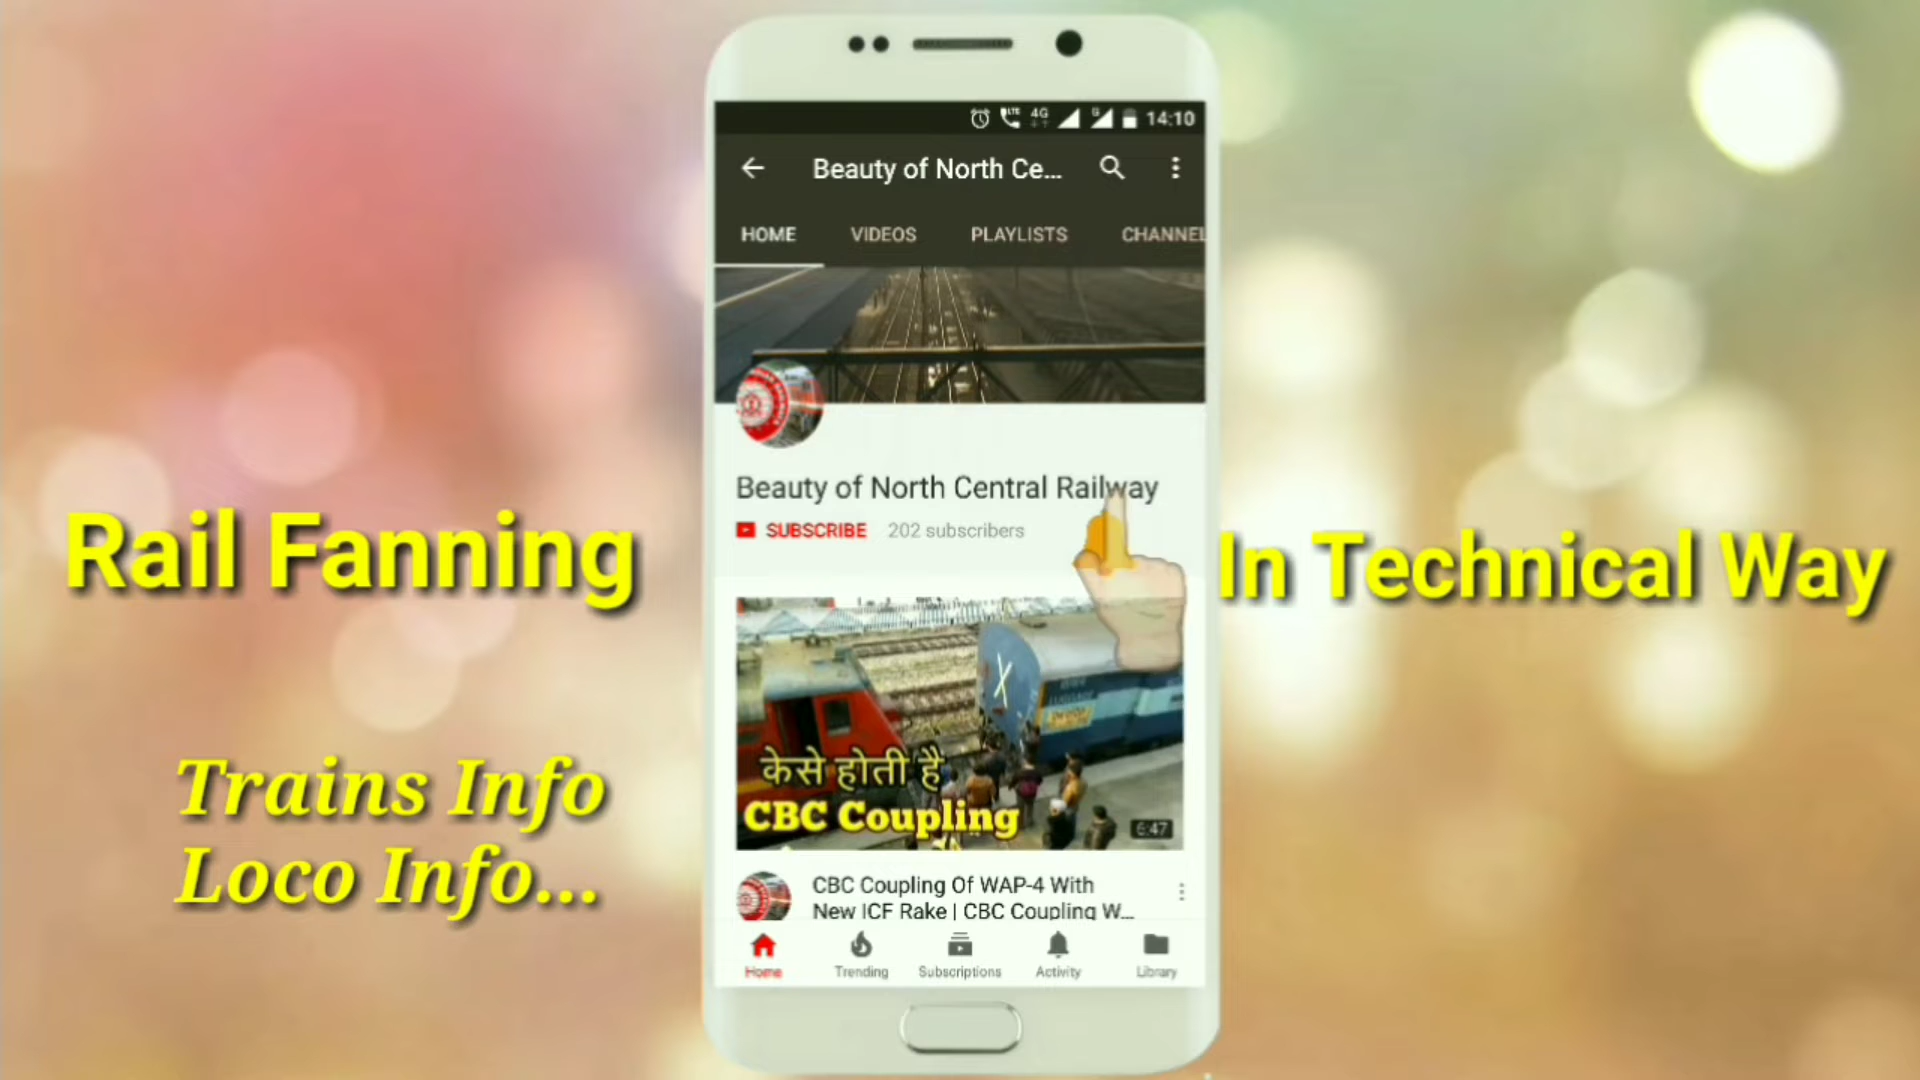 LTE 4G 14:10
Beauty of North Ce...
HOME VIDEOS PLAYLISTS CHANNEL
Beauty of North Central Railway
SUBSCRIBE 202 subscribers
Rail Fanning
In Technical Way
Trains Info
Loco Info...
केसे होती है
CBC Coupling
6:47
CBC Coupling Of WAP-4 With
New ICF Rake | CBC Coupling W...
Home Trending Subscriptions Activity Library